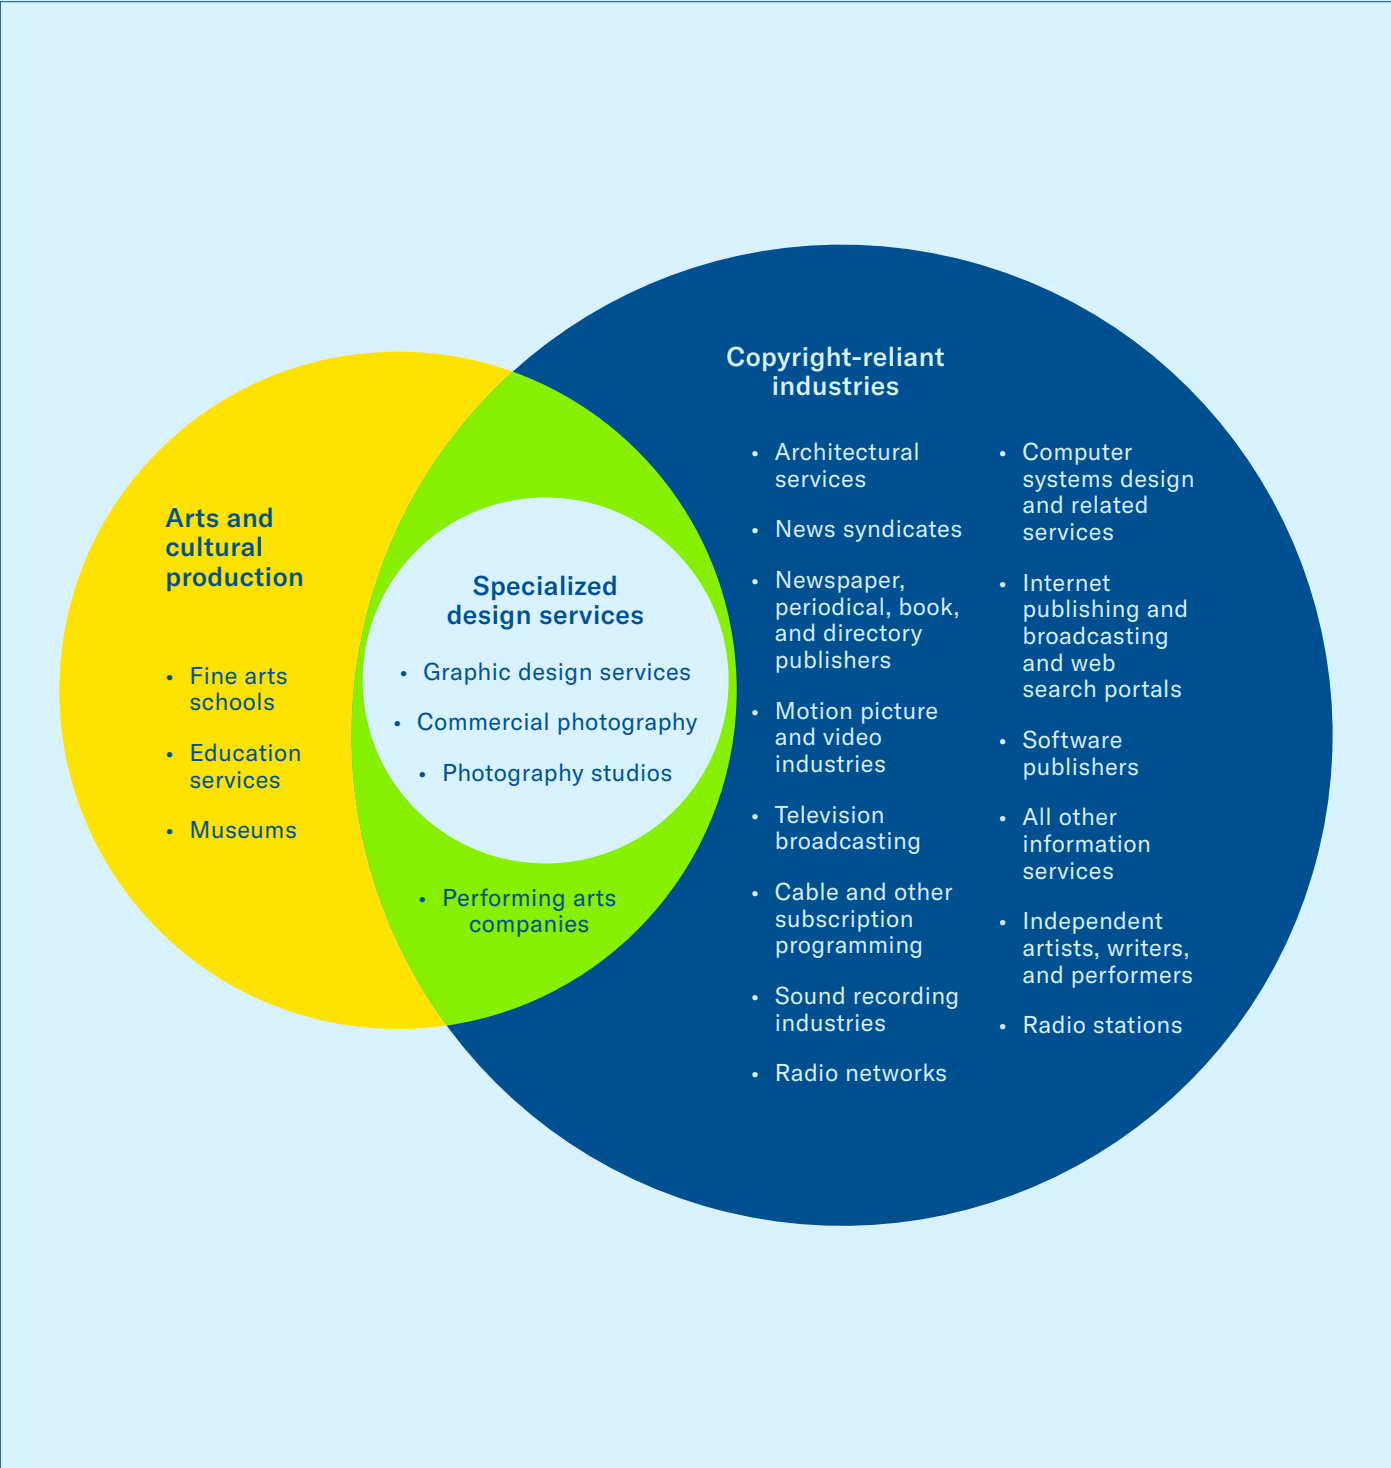 Arts and
cultural
production
• Fine arts
schools
• Education
services
• Museums
Specialized
design services
• Graphic design services
• Commercial photography
• Photography studios
• Performing arts
companies
Copyright-reliant
industries
• Architectural
services
• News syndicates
• Newspaper,
periodical, book,
and directory
publishers
• Motion picture
and video
industries
• Television
broadcasting
• Cable and other
subscription
programming
• Sound recording
industries
• Radio networks
• Computer
systems design
and related
services
• Internet
publishing and
broadcasting
and web
search portals
• Software
publishers
• All other
information
services
• Independent
artists, writers,
and performers
• Radio stations